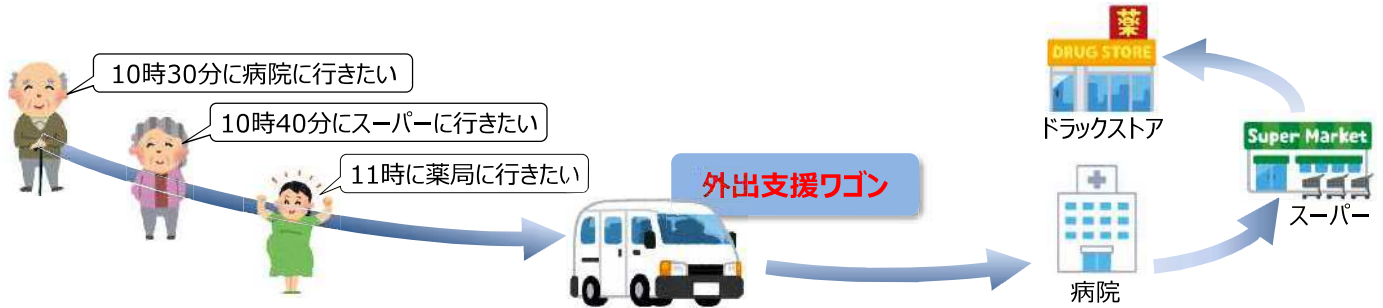 10時30分に病院に行きたい
10時40分にスーパーに行きたい
11時に薬局に行きたい
外出支援ワゴン
薬
DRUG STORE
ドラックストア
病院
Super Market
スーパー